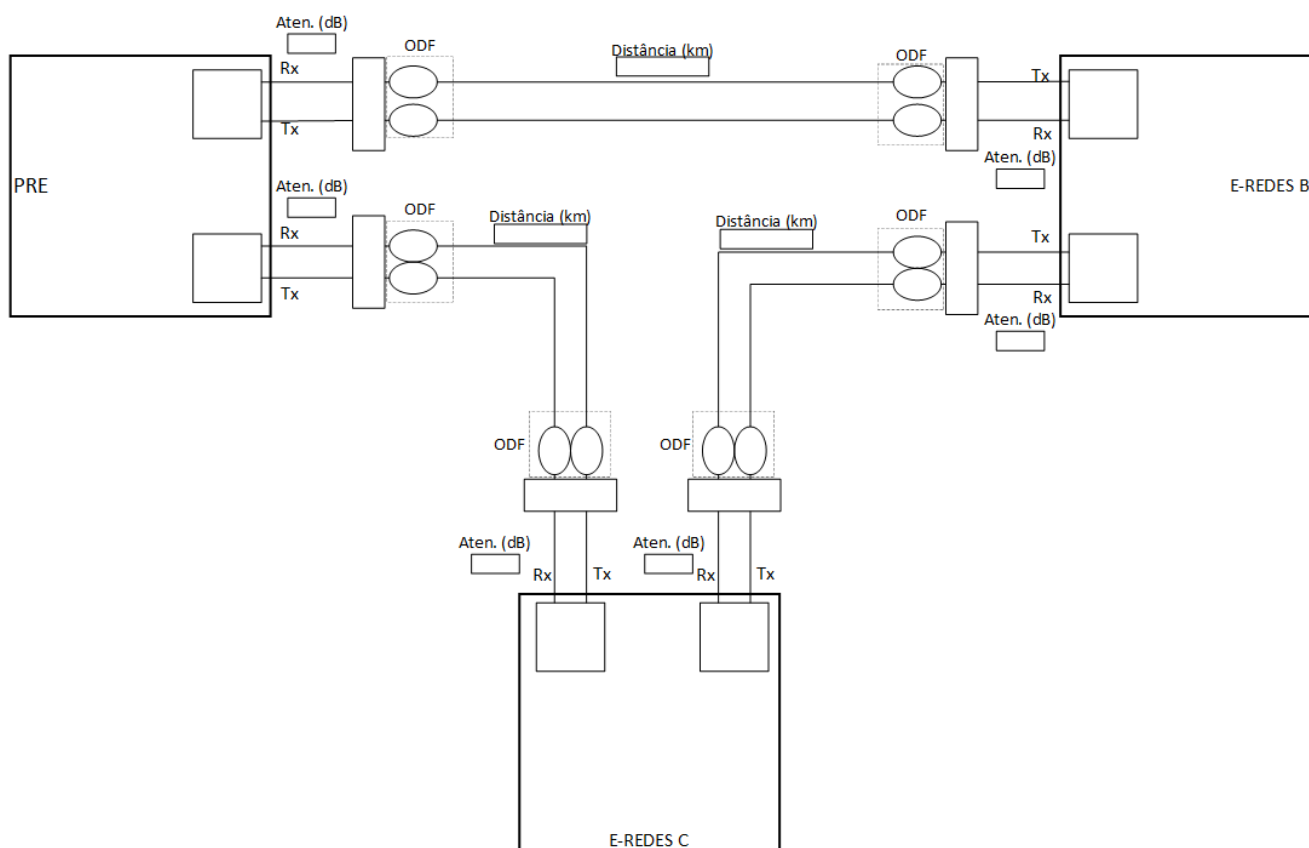 Aten. (dB)
ODF
Distância (km)
ODF
Rx
Tx
Tx
Rx
Aten. (dB)
PRE
Aten. (dB)
E-REDES B
ODF
Distância (km)
Distância (km)
ODF
Rx
Tx
Tx
Rx
Aten. (dB)
ODF
ODF
Aten. (dB)
Aten. (dB)
Rx
Tx
Rx
Tx
E-REDES C